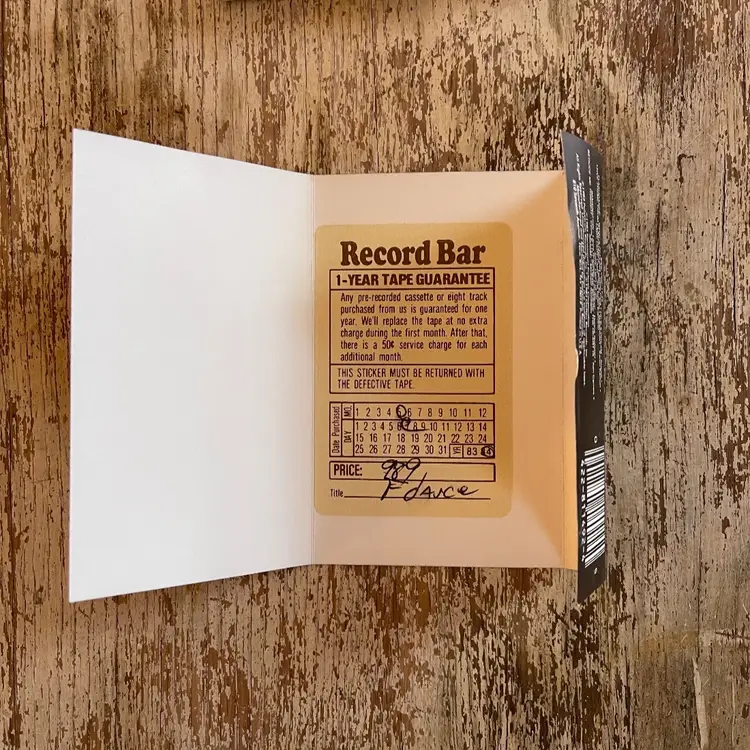 Record Bar
1-YEAR TAPE GUARANTEE
Any pre-recorded cassette or eight track
purchased from us is guaranteed for one
year. We'll replace the tape at no extra
charge during the first month. After that,
there is a 50¢ service charge for each
additional month.
THIS STICKER MUST BE RETURNED WITH
THE DEFECTIVE TAPE.
Date Purchased
MO. 1 2 3 4 5 6 7 8 9 10 11 12
DAY 1 2 3 4 5 6 8 9 10 11 12 13 14
15 16 17 18 19 20 21 22 23 24
25 26 27 28 29 30 31 YR 83
PRICE: 989
Title F dance